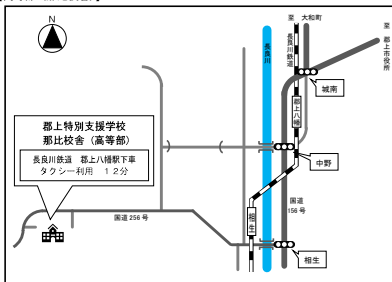 N
至 大和町
至 郡上市役所
長良川
長良川鉄道
城南
郡上八幡
郡上特別支援学校
那比校舎（高等部）
長良川鉄道 郡上八幡駅下車
タクシー利用 １２分
中野
国道
156号
相生
国道 256 号
相生